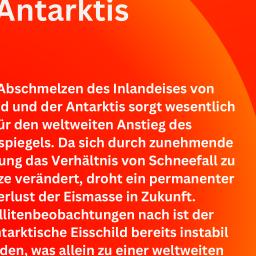 Antarktis
Abschmelzen des Inlandeises von
d und der Antarktis sorgt wesentlich
ür den weltweiten Anstieg des
spiegels. Da sich durch zunehmende
ung das Verhältnis von Schneefall zu
ze verändert, droht ein permanenter
erlust der Eismasse in Zukunft.
llitenbeobachtungen nach ist der
ntarktische Eisschild bereits instabil
den, was allein zu einer weltweiten